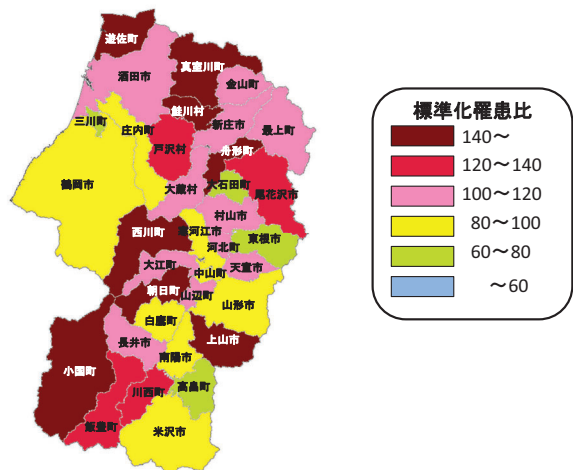 遊佐町
真室川町
酒田市
金山町
鮭川村
三川町
庄内町
新庄市
最上町
戸沢村
舟形町
鶴岡市
大蔵村
大石田町
尾花沢市
村山市
西川町
寒河江市
河北町
東根市
大江町
天童市
中山町
朝日町
山辺町
山形市
白鷹町
長井市
上山市
南陽市
小国町
川西町
高畠町
飯豊町
米沢市
標準化罹患比
140～
120～140
100～120
80～100
60～80
～60